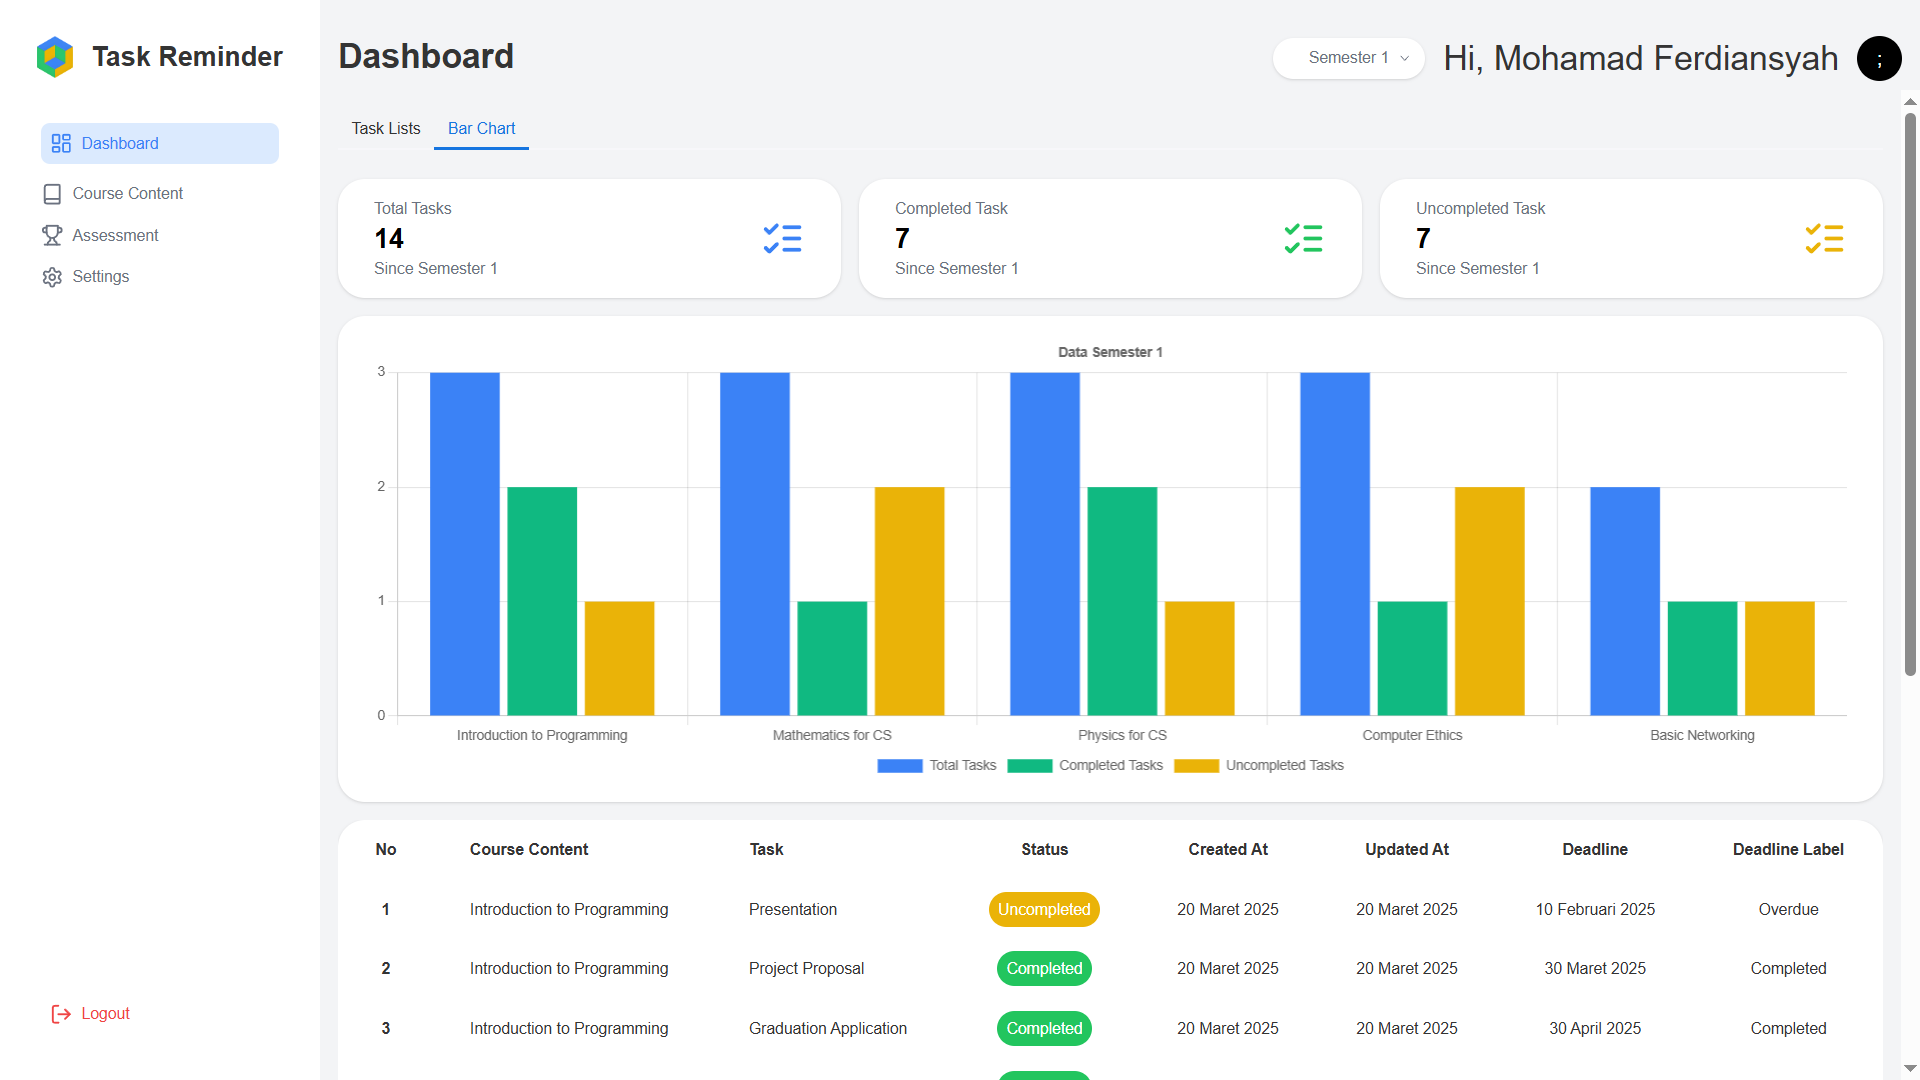 Task Reminder
Dashboard
Course Content
Assessment
Settings
Logout
Dashboard
Semester 1
Hi, Mohamad Ferdiansyah
;
Task Lists Bar Chart
Total Tasks
14
Since Semester 1
Completed Task
7
Since Semester 1
Uncompleted Task
7
Since Semester 1
Data Semester 1
3
2
1
0
Introduction to Programming Mathematics for CS Physics for CS Computer Ethics Basic Networking
Total Tasks Completed Tasks Uncompleted Tasks
No Course Content Task Status Created At Updated At Deadline Deadline Label
1 Introduction to Programming Presentation Uncompleted 20 Maret 2025 20 Maret 2025 10 Februari 2025 Overdue
2 Introduction to Programming Project Proposal Completed 20 Maret 2025 20 Maret 2025 30 Maret 2025 Completed
3 Introduction to Programming Graduation Application Completed 20 Maret 2025 20 Maret 2025 30 April 2025 Completed